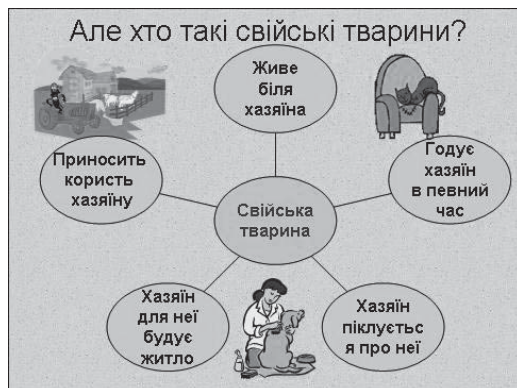 Але хто такі свійські тварини?
Живе
біля
хазяїна
Приносить
користь
хазяїну
Годує
хазяїн
в певний
час
Свійська
тварина
Хазяїн
для неї
будує
житло
Хазяїн
піклуєтьс
я про неї